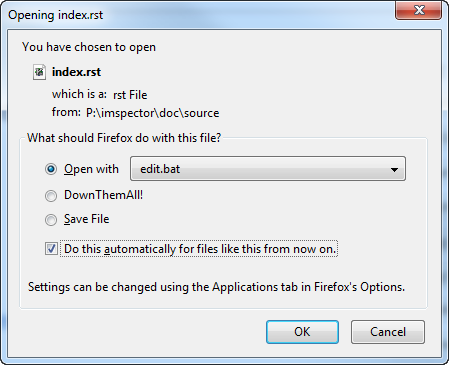 Opening index.rst
You have chosen to open
index.rst
which is a: rst File
from: P:\imspector\doc\source
What should Firefox do with this file?
Open with edit.bat
DownThemAll!
Save File
Do this automatically for files like this from now on.
Settings can be changed using the Applications tab in Firefox's Options.
OK Cancel